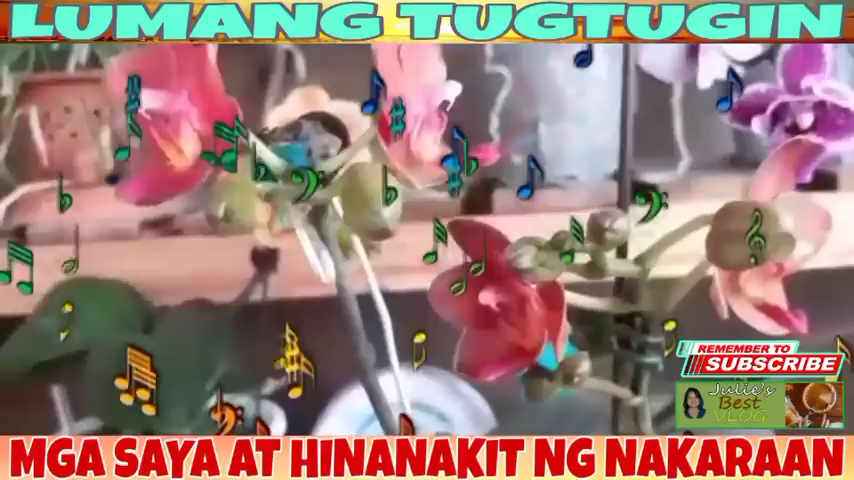 LUMANG TUGTUGIN
REMEMBER TO
SUBSCRIBE
Julie's
Best
VLOG
MGA SAYA AT HINANAKIT NG NAKARAAN